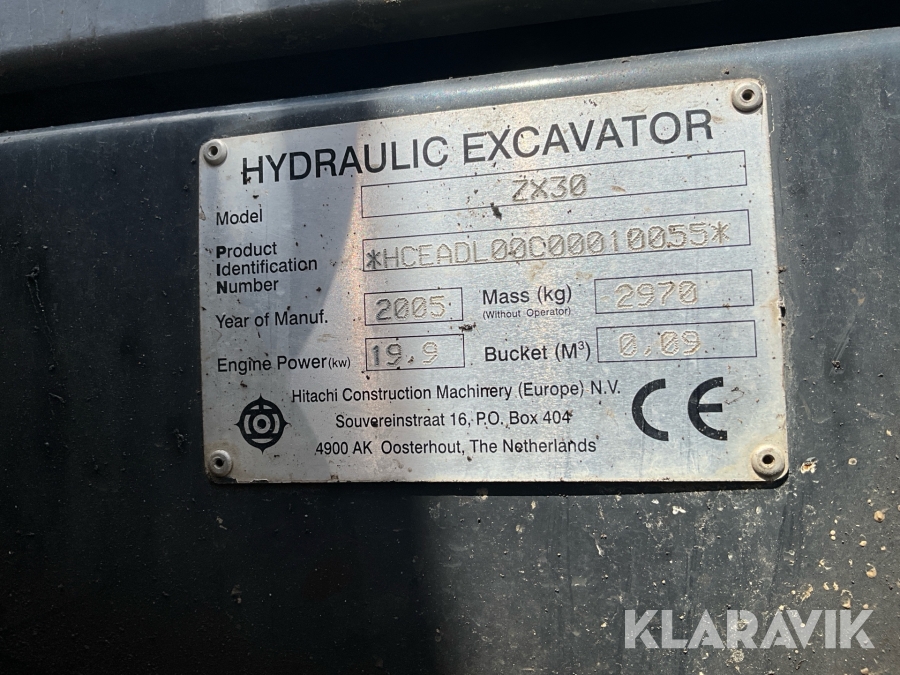 HYDRAULIC EXCAVATOR
Model ZX30
Product Identification Number *HCEADL00C00010055*
Year of Manuf. 2005 Mass (kg) (Without Operator) 2970
Engine Power(kw) 19.9 Bucket (M³) 0.09
Hitachi Construction Machinery (Europe) N.V.
Souvereinstraat 16, P.O. Box 404
4900 AK Oosterhout, The Netherlands
CE
KLARAVIK